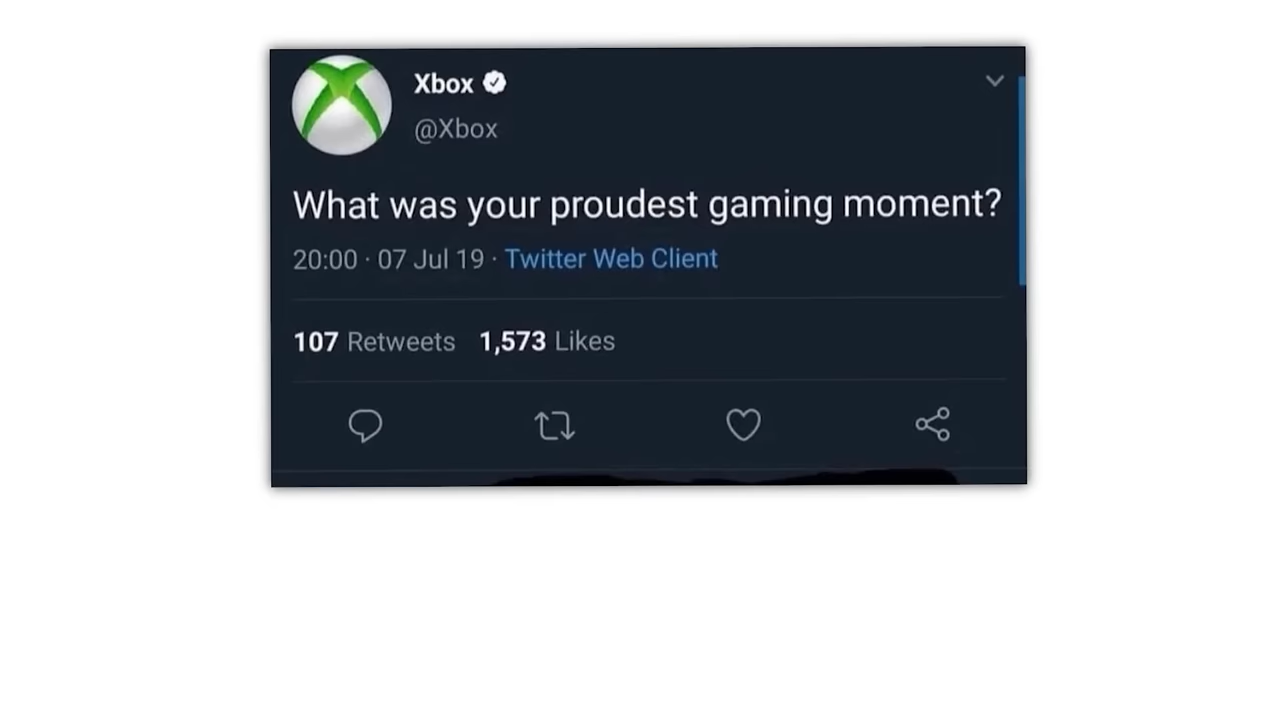 Xbox
@Xbox
What was your proudest gaming moment?
20:00 · 07 Jul 19 · Twitter Web Client
107 Retweets 1,573 Likes